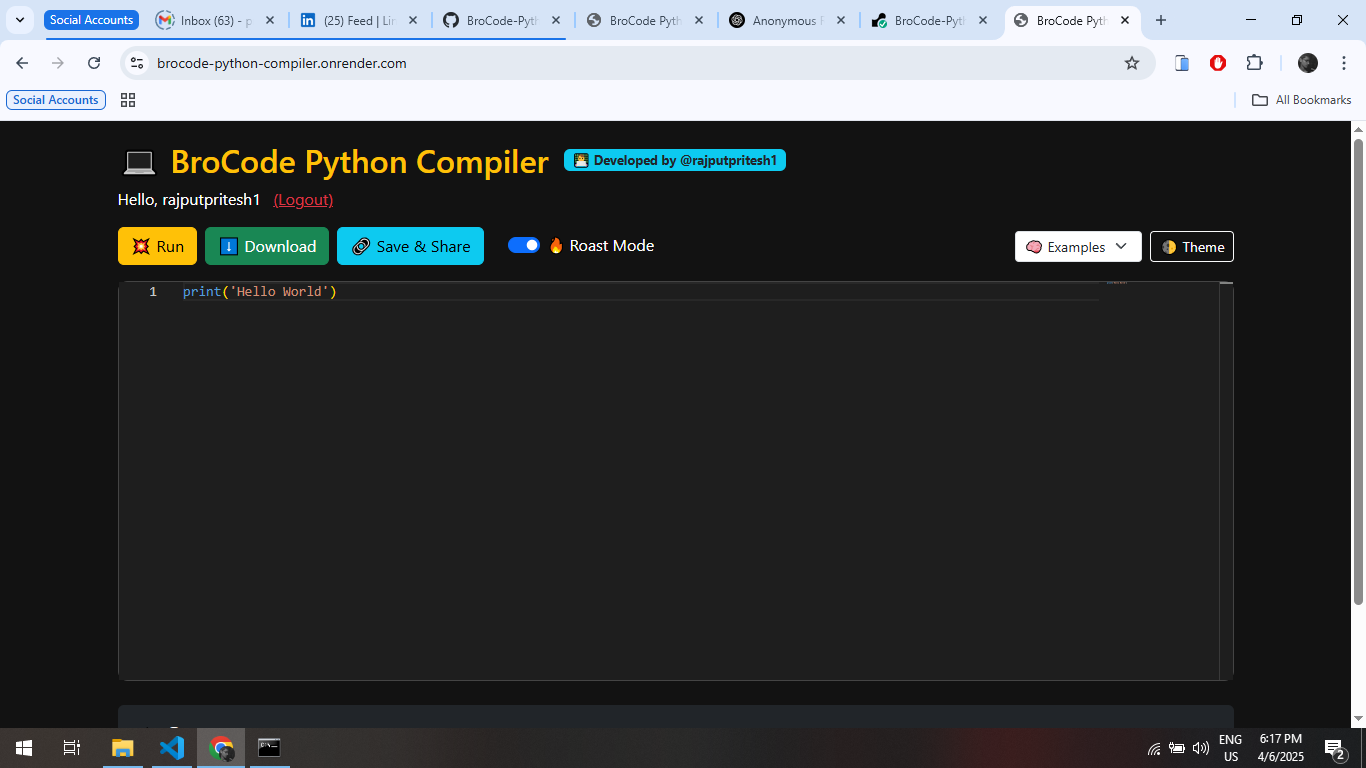 Social Accounts
Inbox (63) - p
(25) Feed | Lin
BroCode-Pyth
BroCode Pyth
Anonymous F
BroCode-Pyth
BroCode Pyth
brocode-python-compiler.onrender.com
Social Accounts
All Bookmarks
BroCode Python Compiler
Developed by @rajputpritesh1
Hello, rajputpritesh1 (Logout)
Run
Download
Save & Share
Roast Mode
Examples
Theme
1 print('Hello World')
ENG
US
6:17 PM
4/6/2025
2